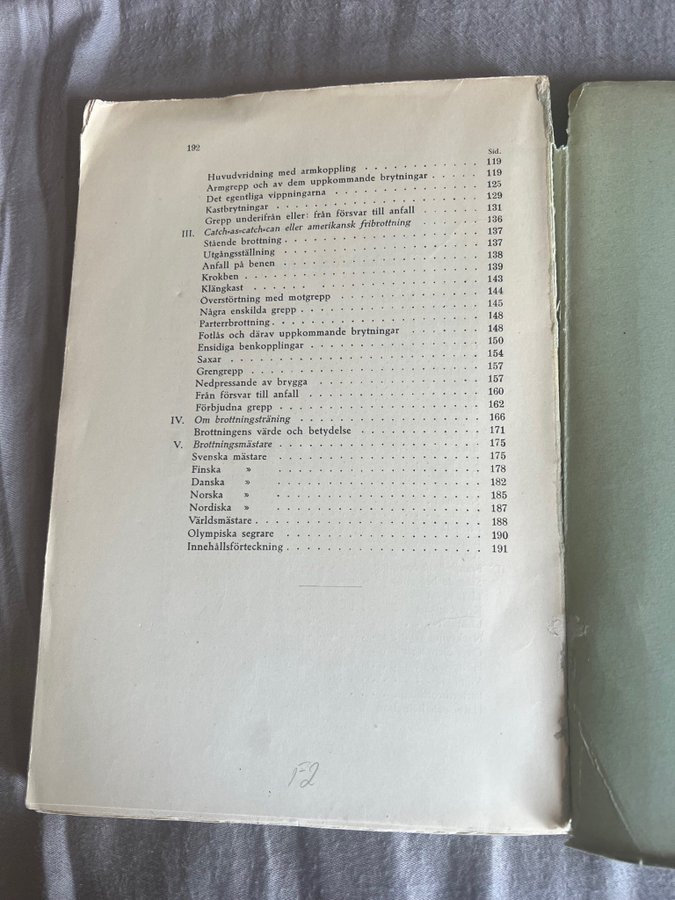 192
Sid.
Huvudvridning med armkoppling . . . . . . . . . . . 119
Armgrepp och av dem uppkommande brytningar . . . . . 119
Det egentliga vippningarna . . . . . . . . . . . . . 125
Kastbrytningar . . . . . . . . . . . . . . . . . . . 129
Grepp underifrån eller: från försvar till anfall . . . . . . 131
III. Catch-as-catch-can eller amerikansk fribrottning . . . . . . 136
Stående brottning . . . . . . . . . . . . . . . . . . 137
Utgångsställning . . . . . . . . . . . . . . . . . . 137
Anfall på benen . . . . . . . . . . . . . . . . . . 138
Krokben . . . . . . . . . . . . . . . . . . . . . . 139
Klängkast . . . . . . . . . . . . . . . . . . . . . 143
Överstörtning med motgrepp . . . . . . . . . . . . . 144
Några enskilda grepp . . . . . . . . . . . . . . . . 145
Parterrbrottning . . . . . . . . . . . . . . . . . . 148
Fotlås och därav uppkommande brytningar . . . . . . . 148
Ensidiga benkopplingar . . . . . . . . . . . . . . . 150
Saxar . . . . . . . . . . . . . . . . . . . . . . . 154
Grengrepp . . . . . . . . . . . . . . . . . . . . . 157
Nedpressande av brygga . . . . . . . . . . . . . . . 157
Från försvar till anfall . . . . . . . . . . . . . . . 160
Förbjudna grepp . . . . . . . . . . . . . . . . . . 162
IV. Om brottningsträning . . . . . . . . . . . . . . . . 166
Brottningens värde och betydelse . . . . . . . . . . . 171
V. Brottningsmästare . . . . . . . . . . . . . . . . . 175
Svenska mästare . . . . . . . . . . . . . . . . . . 175
Finska » . . . . . . . . . . . . . . . . . . 178
Danska » . . . . . . . . . . . . . . . . . . 182
Norska » . . . . . . . . . . . . . . . . . . 185
Nordiska » . . . . . . . . . . . . . . . . . . 187
Världsmästare . . . . . . . . . . . . . . . . . . . 188
Olympiska segrare . . . . . . . . . . . . . . . . . 190
Innehållsförteckning . . . . . . . . . . . . . . . . . 191
F2